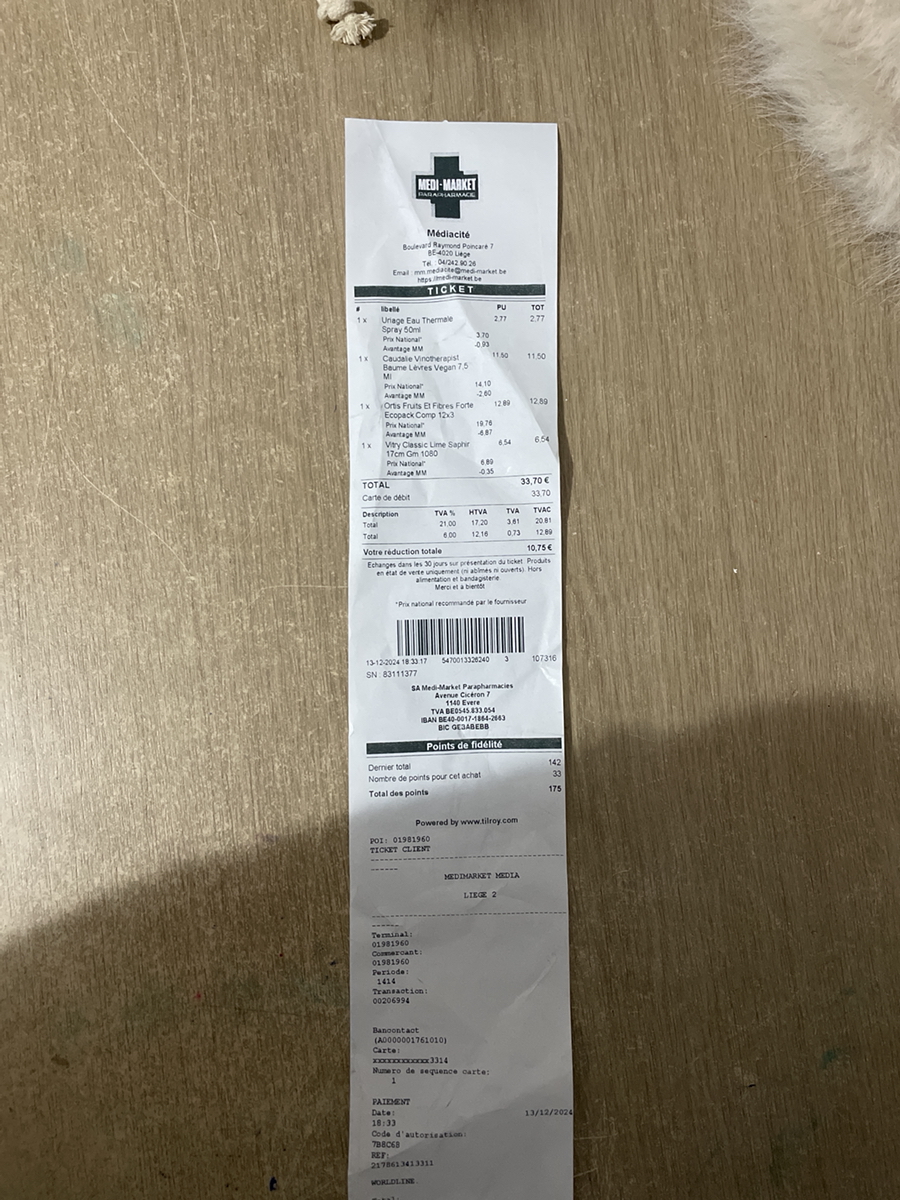 MEDI-MARKET
PARAPHARMACIE
Médiacité
Boulevard Raymond Poincaré 7
BE-4020 Liège
Tél. : 04/242.90.26
Email : mm.mediacite@medi-market.be
https://medi-market.be
TICKET
# libellé PU TOT
1 x Uriage Eau Thermale 2,77 2,77
Spray 50ml
Prix National* 3,70
Avantage MM -0,93
1 x Caudalie Vinotherapist 11,50 11,50
Baume Lèvres Vegan 7,5
Ml
Prix National* 14,10
Avantage MM -2,60
1 x Ortis Fruits Et Fibres Forte 12,89 12,89
Ecopack Comp 12x3
Prix National* 19,76
Avantage MM -6,87
1 x Vitry Classic Lime Saphir 6,54 6,54
17cm Gm 1080
Prix National* 6,89
Avantage MM -0,35
TOTAL 33,70 €
Carte de débit 33,70
Description TVA % HTVA TVA TVAC
Total 21,00 17,20 3,61 20,81
Total 6,00 12,16 0,73 12,89
Votre réduction totale 10,75 €
Echanges dans les 30 jours sur présentation du ticket. Produits
en état de vente uniquement (ni abîmés ni ouverts). Hors
alimentation et bandagisterie.
Merci et à bientôt
*Prix national recommandé par le fournisseur
13-12-2024 18:33:17 5470013326240 3 107316
SN : 83111377
SA Medi-Market Parapharmacies
Avenue Cicéron 7
1140 Evere
TVA BE0545.833.054
IBAN BE40-0017-1864-2663
BIC GEBABEBB
Points de fidélité
Dernier total 142
Nombre de points pour cet achat 33
Total des points 175
Powered by www.tilroy.com
POI: 01981960
TICKET CLIENT
MEDIMARKET MEDIA
LIEGE 2
Terminal:
01981960
Commercant:
01981960
Periode:
1414
Transaction:
00206994
Bancontact
(A0000001761010)
Carte:
xxxxxxxxxxxx3314
Numero de sequence carte:
1
PAIEMENT
Date: 13/12/2024
18:33
Code d'autorisation:
7B8C6B
REF:
2178613413311
WORLDLINE